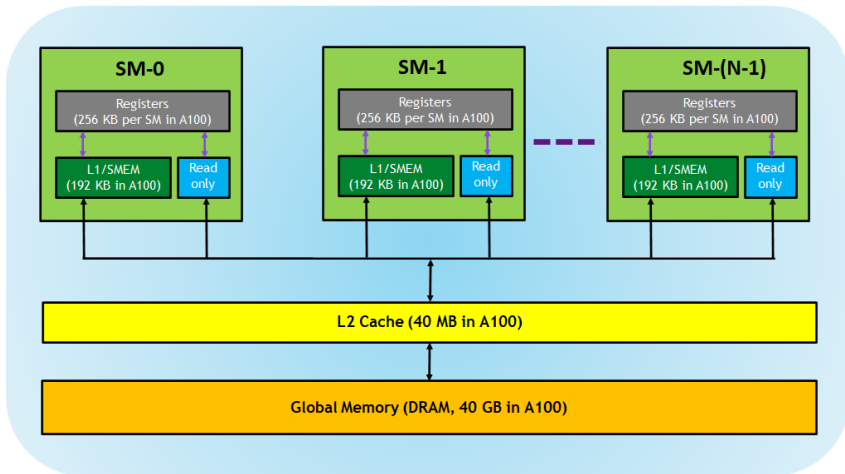 SM-0
Registers
(256 KB per SM in A100)
L1/SMEM
(192 KB in A100)
Read
only
SM-1
Registers
(256 KB per SM in A100)
L1/SMEM
(192 KB in A100)
Read
only
SM-(N-1)
Registers
(256 KB per SM in A100)
L1/SMEM
(192 KB in A100)
Read
only
L2 Cache (40 MB in A100)
Global Memory (DRAM, 40 GB in A100)